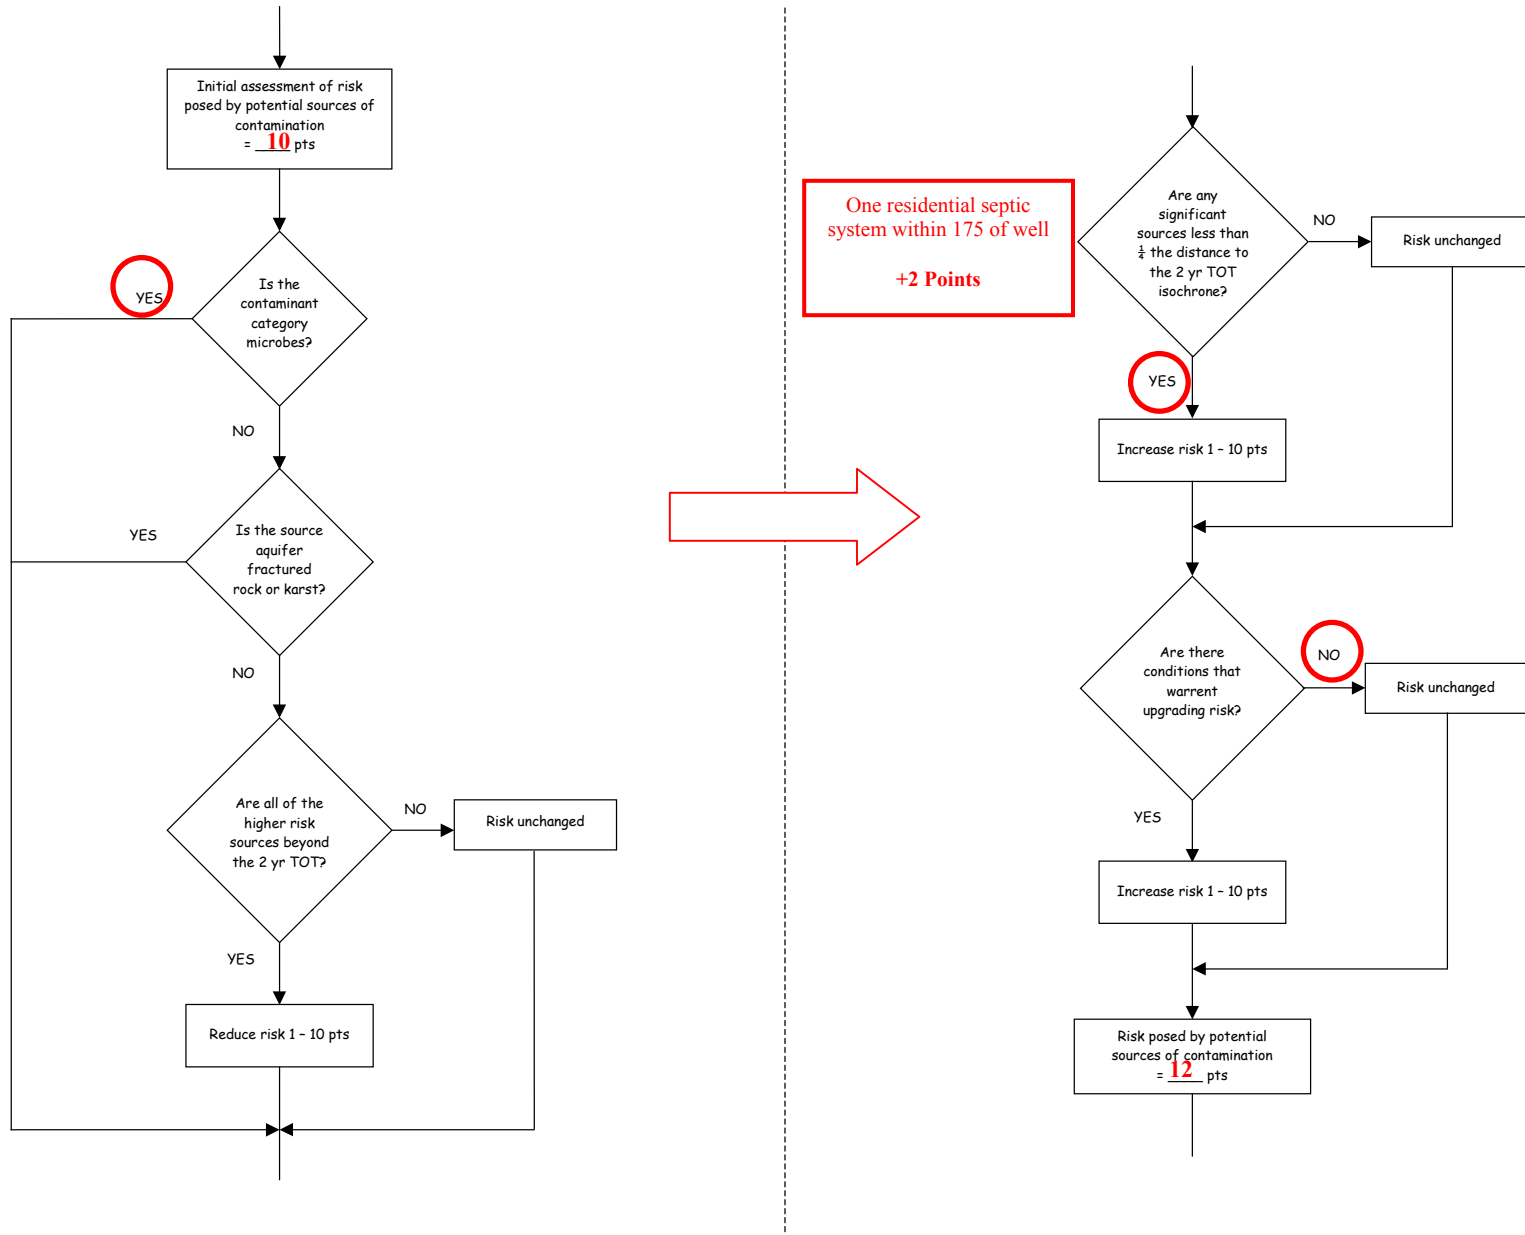 Initial assessment of risk
posed by potential sources of
contamination
= 10 pts
YES
Is the
contaminant
category
microbes?
NO
YES
Is the source
aquifer
fractured
rock or karst?
NO
Are all of the
higher risk
sources beyond
the 2 yr TOT?
NO
Risk unchanged
YES
Reduce risk 1 – 10 pts
One residential septic
system within 175 of well
+2 Points
Are any
significant
sources less than
¼ the distance to
the 2 yr TOT
isochrone?
NO
Risk unchanged
YES
Increase risk 1 – 10 pts
Are there
conditions that
warrent
upgrading risk?
NO
Risk unchanged
YES
Increase risk 1 – 10 pts
Risk posed by potential
sources of contamination
= 12 pts